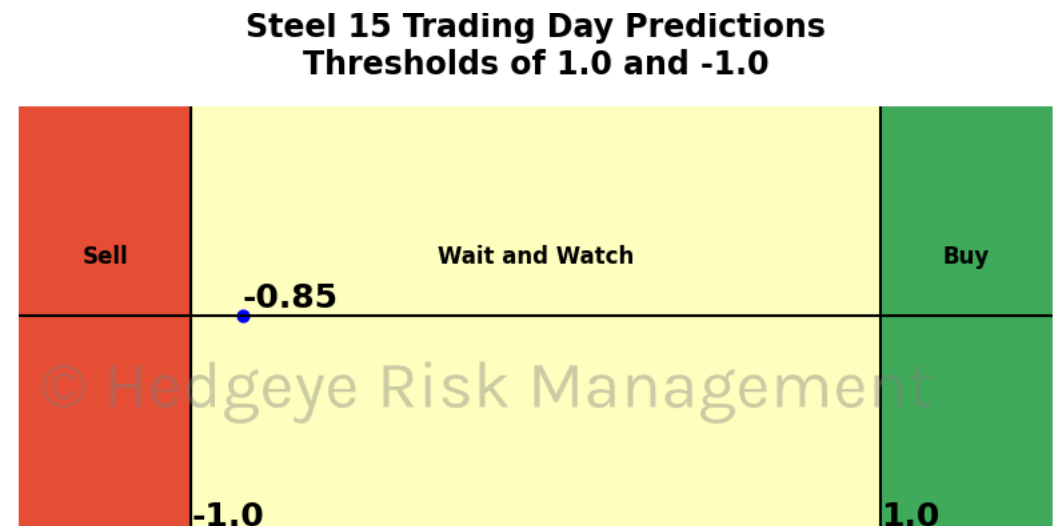 Steel 15 Trading Day Predictions
Thresholds of 1.0 and -1.0
Sell
Wait and Watch
Buy
-0.85
© Hedgeye Risk Management
-1.0
1.0